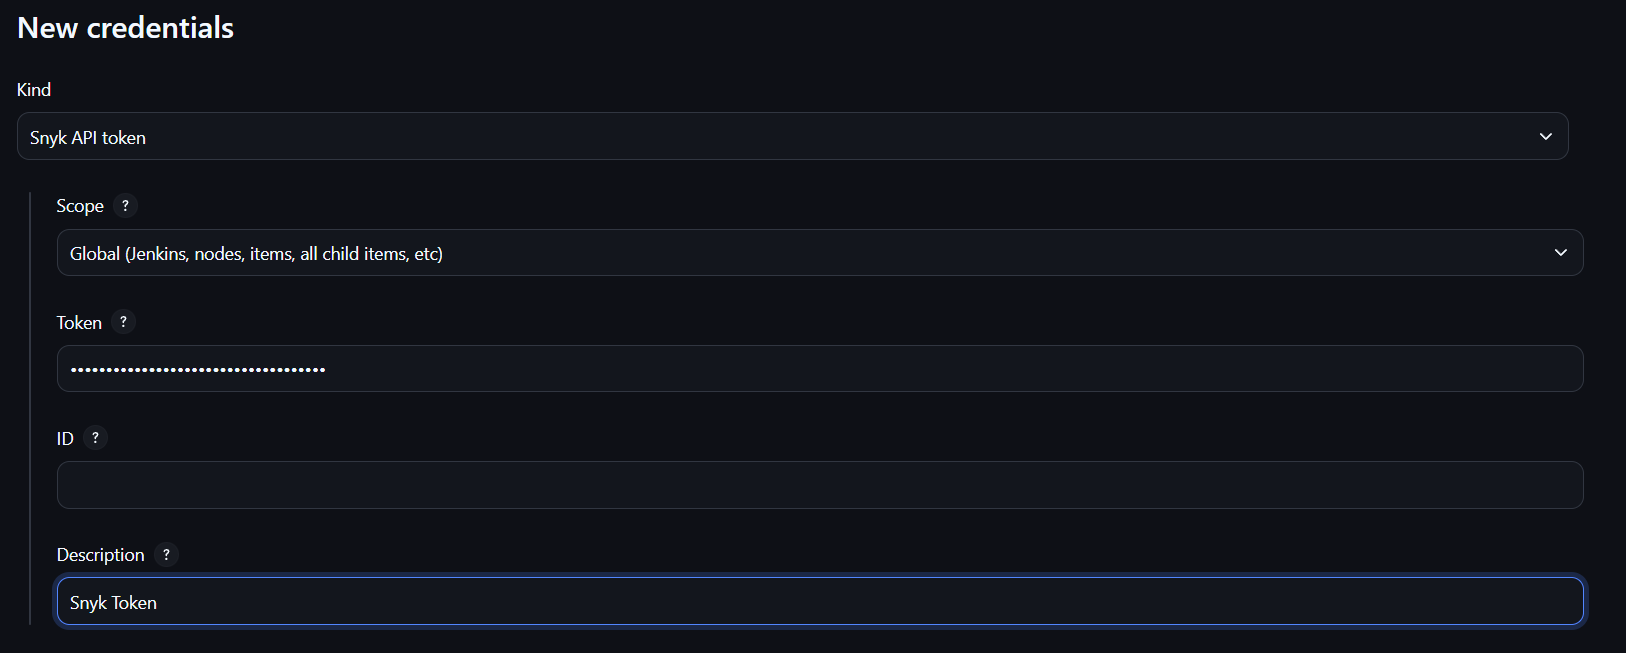 New credentials
Kind
Snyk API token
Scope ?
Global (Jenkins, nodes, items, all child items, etc)
Token ?
••••••••••••••••••••••••••••••••••••
ID ?
Description ?
Snyk Token